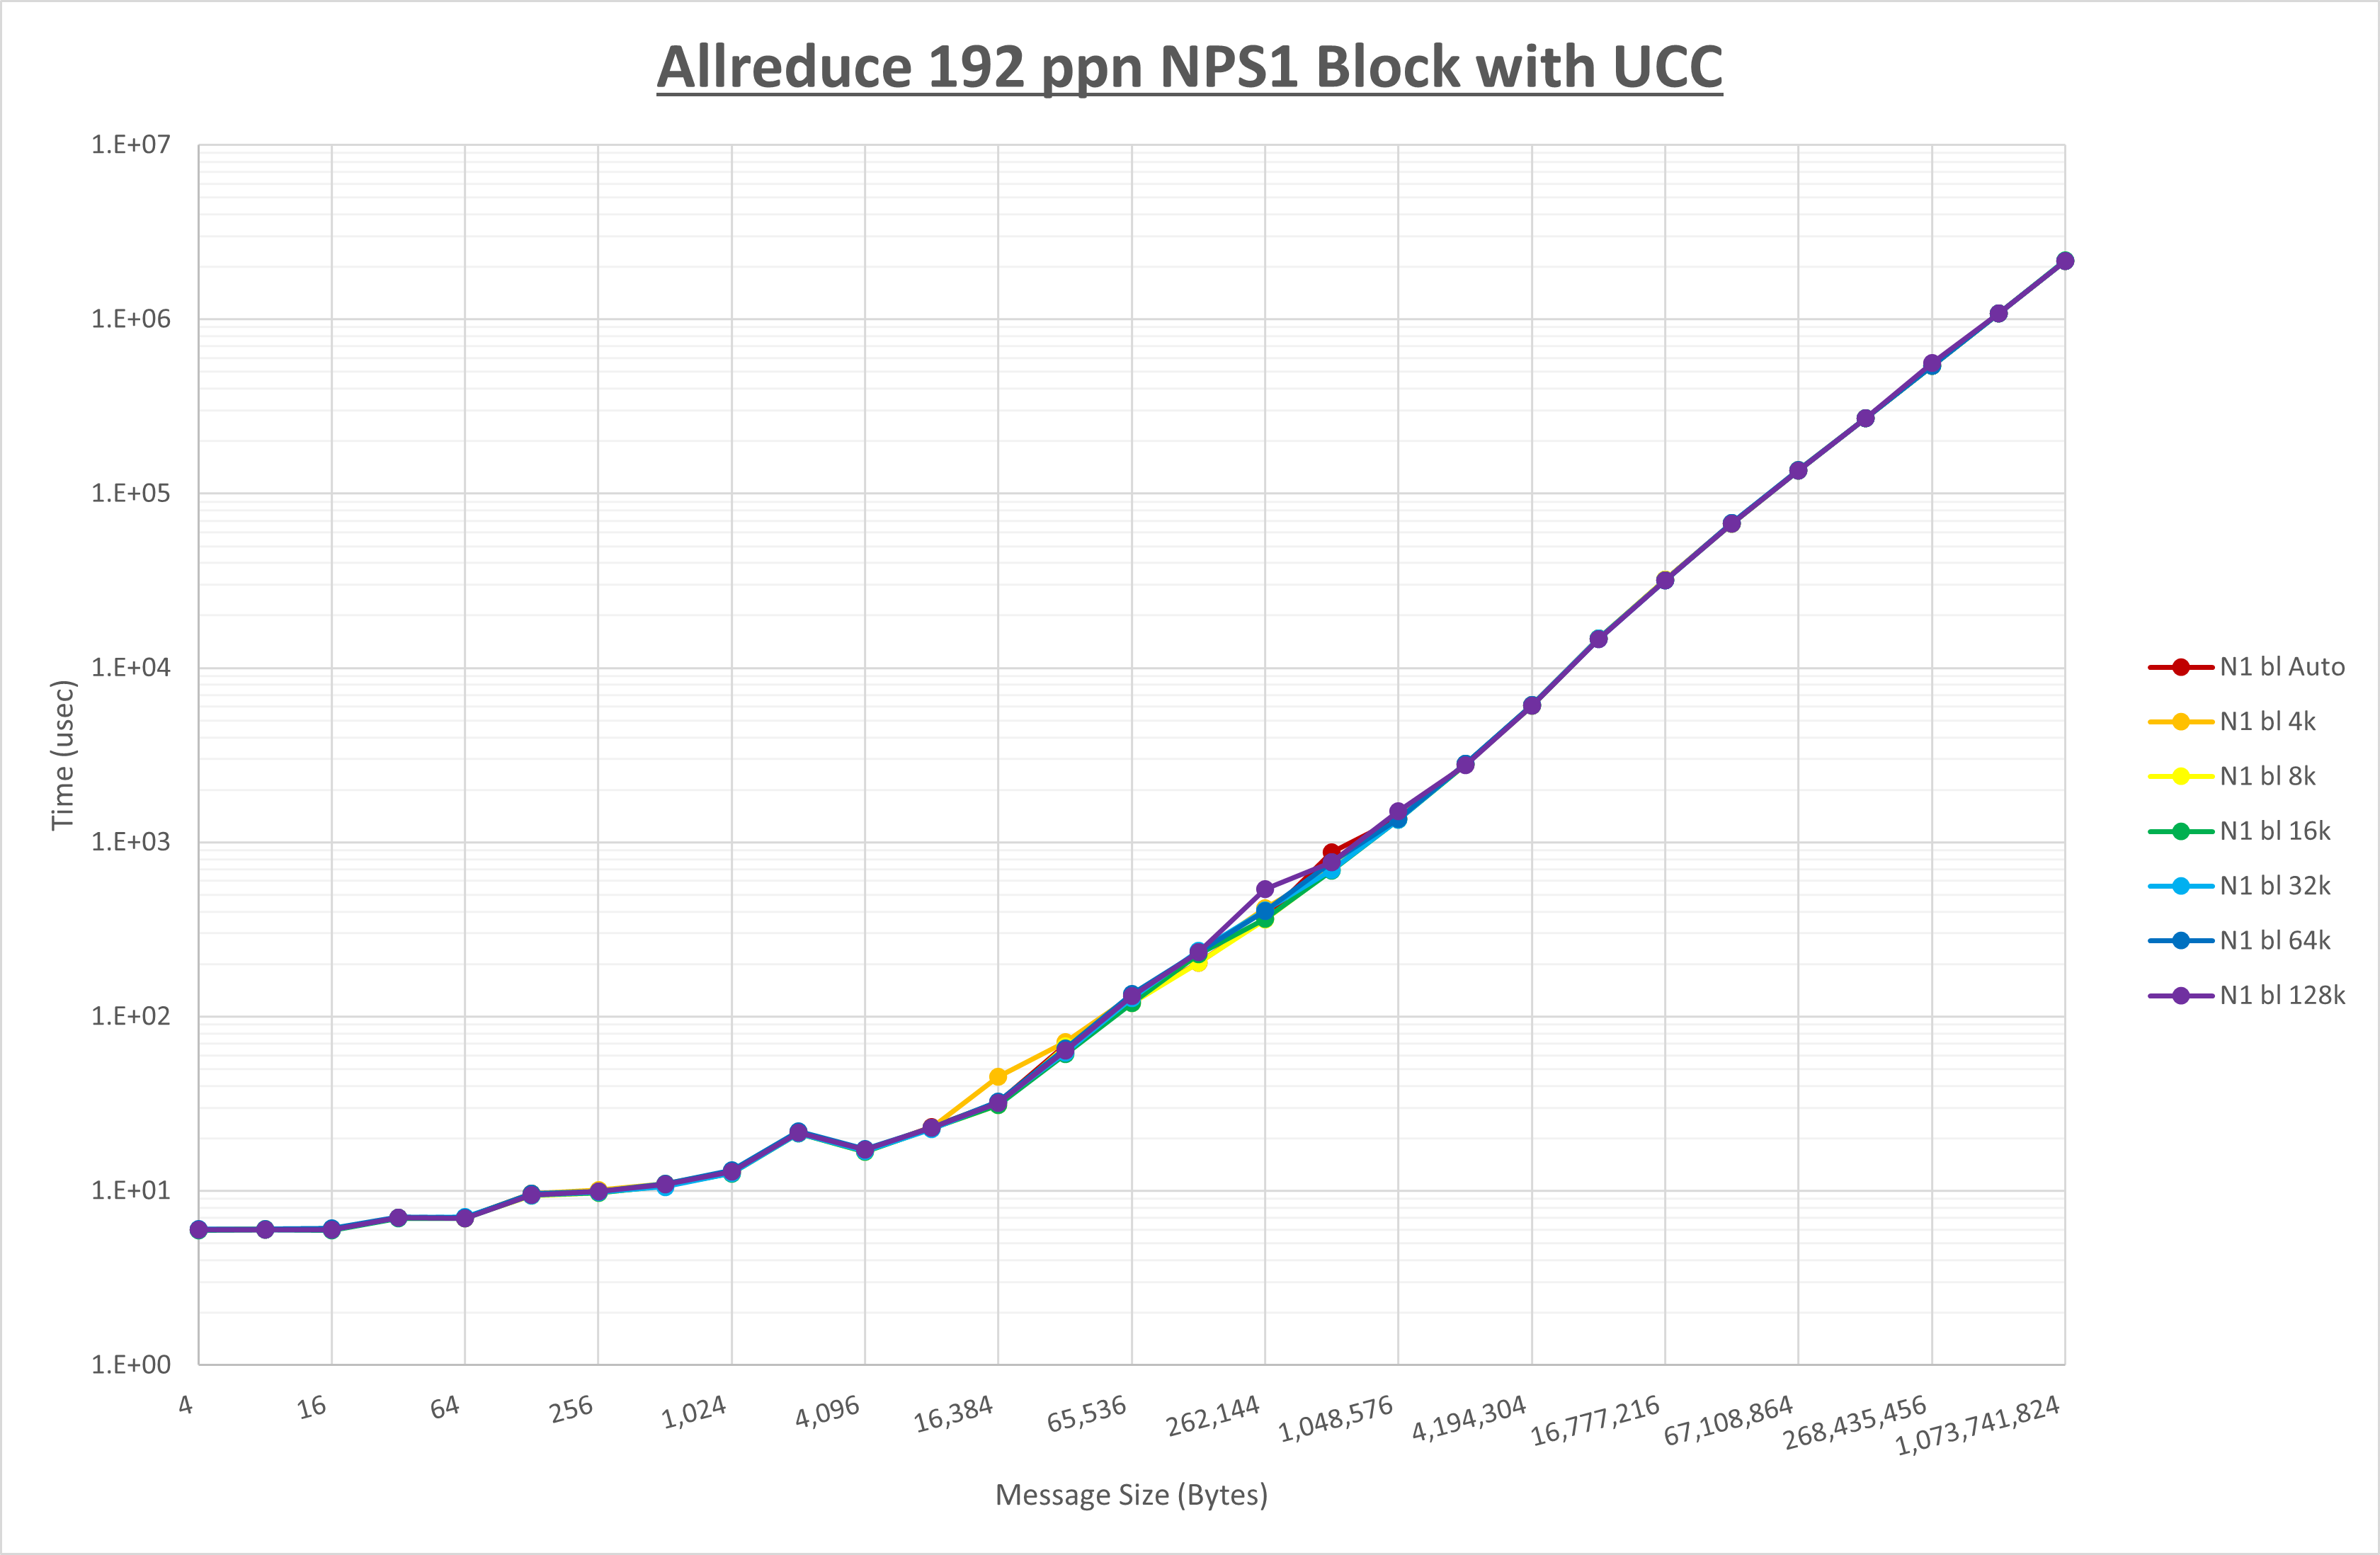 Allreduce 192 ppn NPS1 Block with UCC
1.E+07
1.E+06
1.E+05
1.E+04
1.E+03
1.E+02
1.E+01
1.E+00
Time (usec)
4
16
64
256
1,024
4,096
16,384
65,536
262,144
1,048,576
4,194,304
16,777,216
67,108,864
268,435,456
1,073,741,824
Message Size (Bytes)
N1 bl Auto
N1 bl 4k
N1 bl 8k
N1 bl 16k
N1 bl 32k
N1 bl 64k
N1 bl 128k